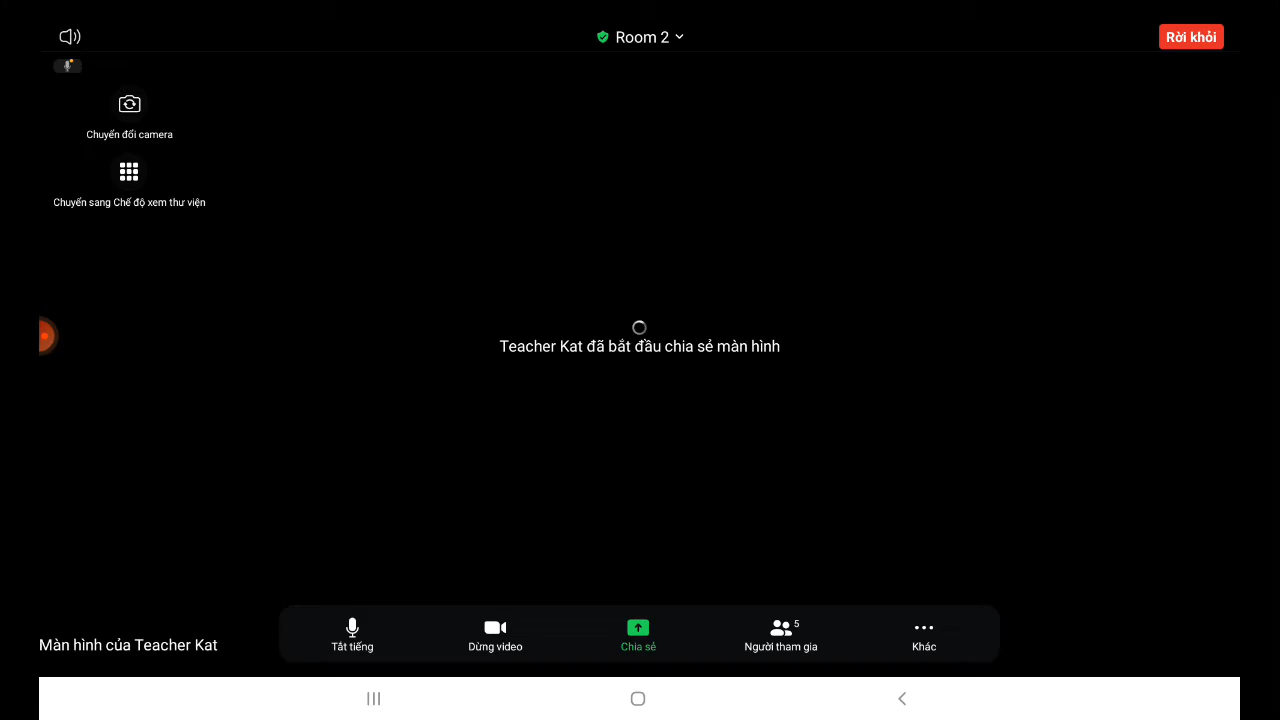 Room 2
Rời khỏi
Chuyển đổi camera
Chuyển sang Chế độ xem thư viện
Teacher Kat đã bắt đầu chia sẻ màn hình
Màn hình của Teacher Kat
Tắt tiếng
Dừng video
Chia sẻ
5
Người tham gia
Khác